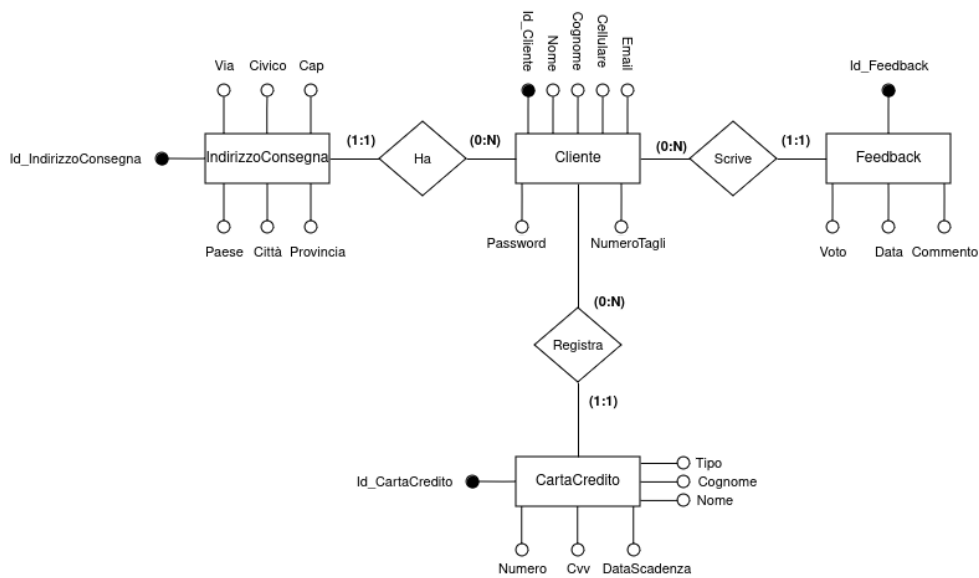 Id_Cliente
Nome
Cognome
Cellulare
Email
Via Civico Cap
Id_Feedback
Id_IndirizzoConsegna
IndirizzoConsegna
(1:1)
Ha
(0:N)
Cliente
(0:N)
Scrive
(1:1)
Feedback
Paese Città Provincia
Password
NumeroTagli
Voto Data Commento
(0:N)
Registra
(1:1)
Id_CartaCredito
CartaCredito
Tipo
Cognome
Nome
Numero Cvv DataScadenza